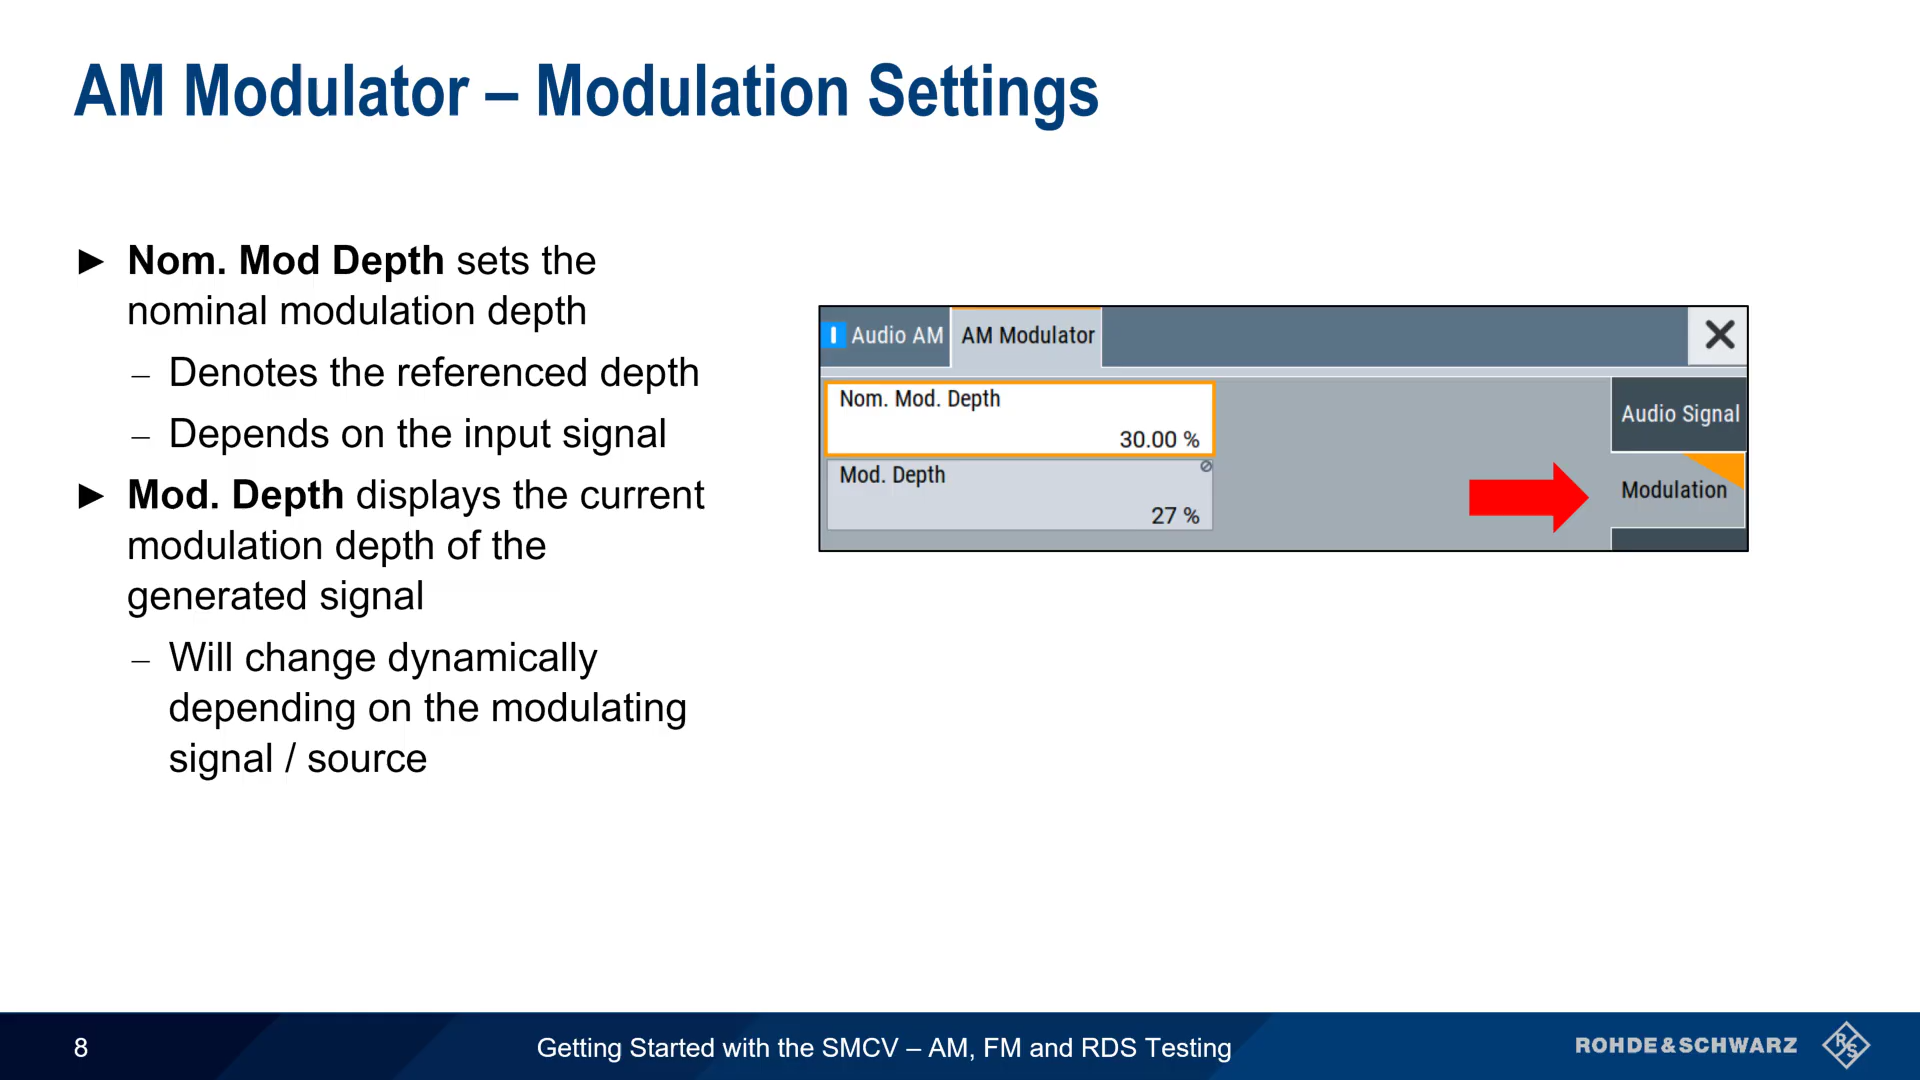 AM Modulator – Modulation Settings
► Nom. Mod Depth sets the
nominal modulation depth
– Denotes the referenced depth
– Depends on the input signal
► Mod. Depth displays the current
modulation depth of the
generated signal
– Will change dynamically
depending on the modulating
signal / source
Audio AM
AM Modulator
Nom. Mod. Depth
30.00 %
Mod. Depth
27 %
Audio Signal
Modulation
8
Getting Started with the SMCV – AM, FM and RDS Testing
ROHDE&SCHWARZ
R&S